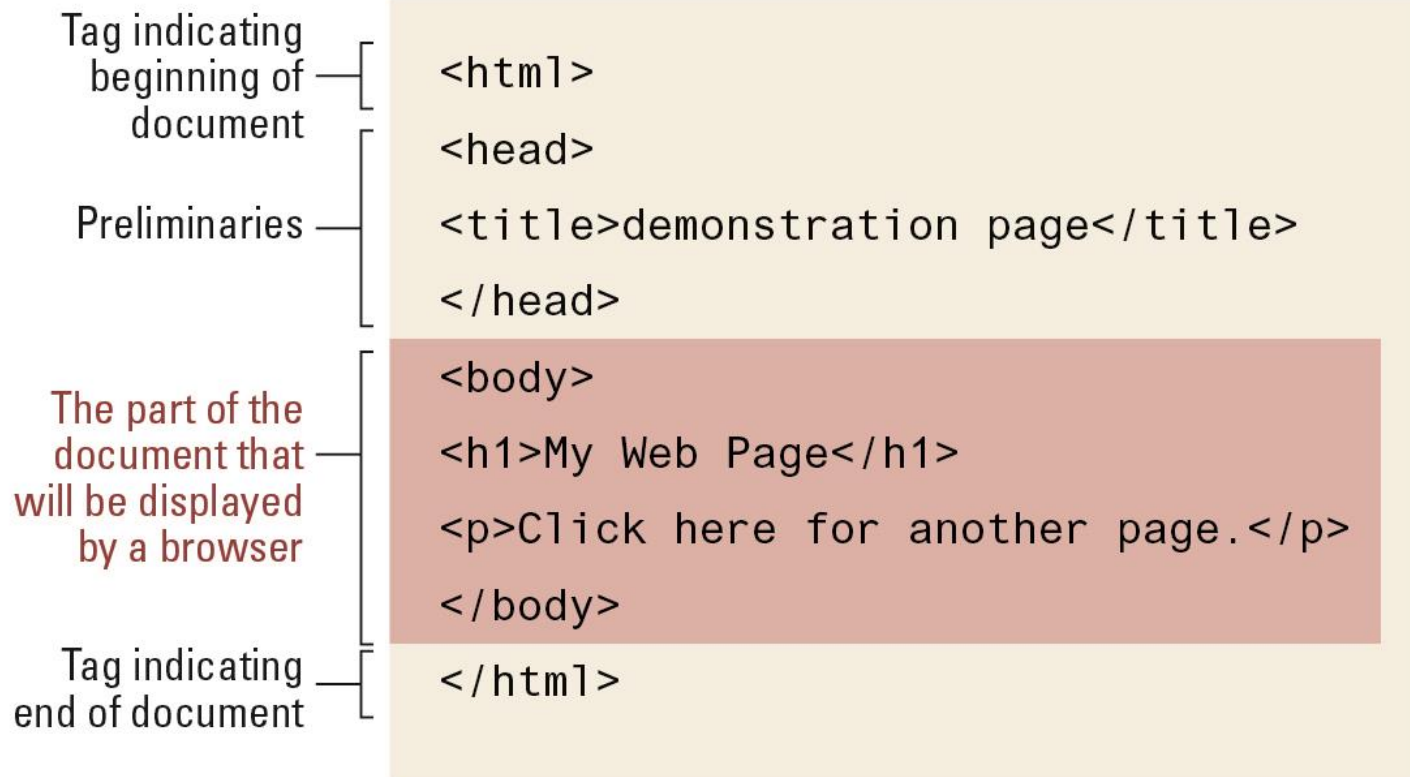 Tag indicating
beginning of
document
<html>
Preliminaries
<head>
<title>demonstration page</title>
</head>
The part of the
document that
will be displayed
by a browser
<body>
<h1>My Web Page</h1>
<p>Click here for another page.</p>
</body>
Tag indicating
end of document
</html>